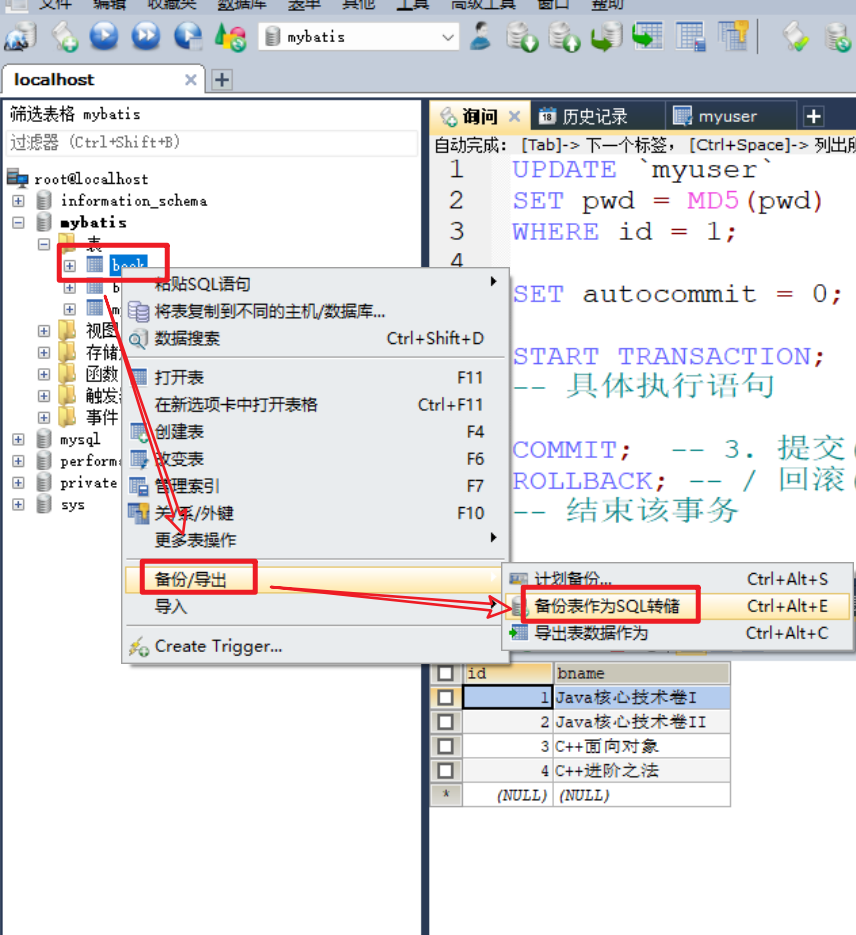 文件 编辑 收藏夹 数据库 表单 其他 工具 高级工具 窗口 帮助
mybatis
localhost
筛选表格 mybatis
过滤器 (Ctrl+Shift+B)
root@localhost
information_schema
mybatis
表
book
b
m
视图
存储
函数
触发
事件
mysql
perform
private
sys
粘贴SQL语句
将表复制到不同的主机/数据库...
数据搜索 Ctrl+Shift+D
打开表 F11
在新选项卡中打开表格 Ctrl+F11
创建表 F4
改变表 F6
管理索引 F7
关/系/外键 F10
更多表操作
备份/导出
导入
Create Trigger...
计划备份... Ctrl+Alt+S
备份表作为SQL转储 Ctrl+Alt+E
导出表数据作为 Ctrl+Alt+C
询问 18 历史记录 myuser
自动完成: [Tab]-> 下一个标签, [Ctrl+Space]-> 列出所
1 UPDATE `myuser`
2 SET pwd = MD5(pwd)
3 WHERE id = 1;
4
SET autocommit = 0;
START TRANSACTION;
-- 具体执行语句
COMMIT; -- 3. 提交(
ROLLBACK; -- / 回滚(
-- 结束该事务
id bname
1 Java核心技术卷I
2 Java核心技术卷II
3 C++面向对象
4 C++进阶之法
* (NULL) (NULL)